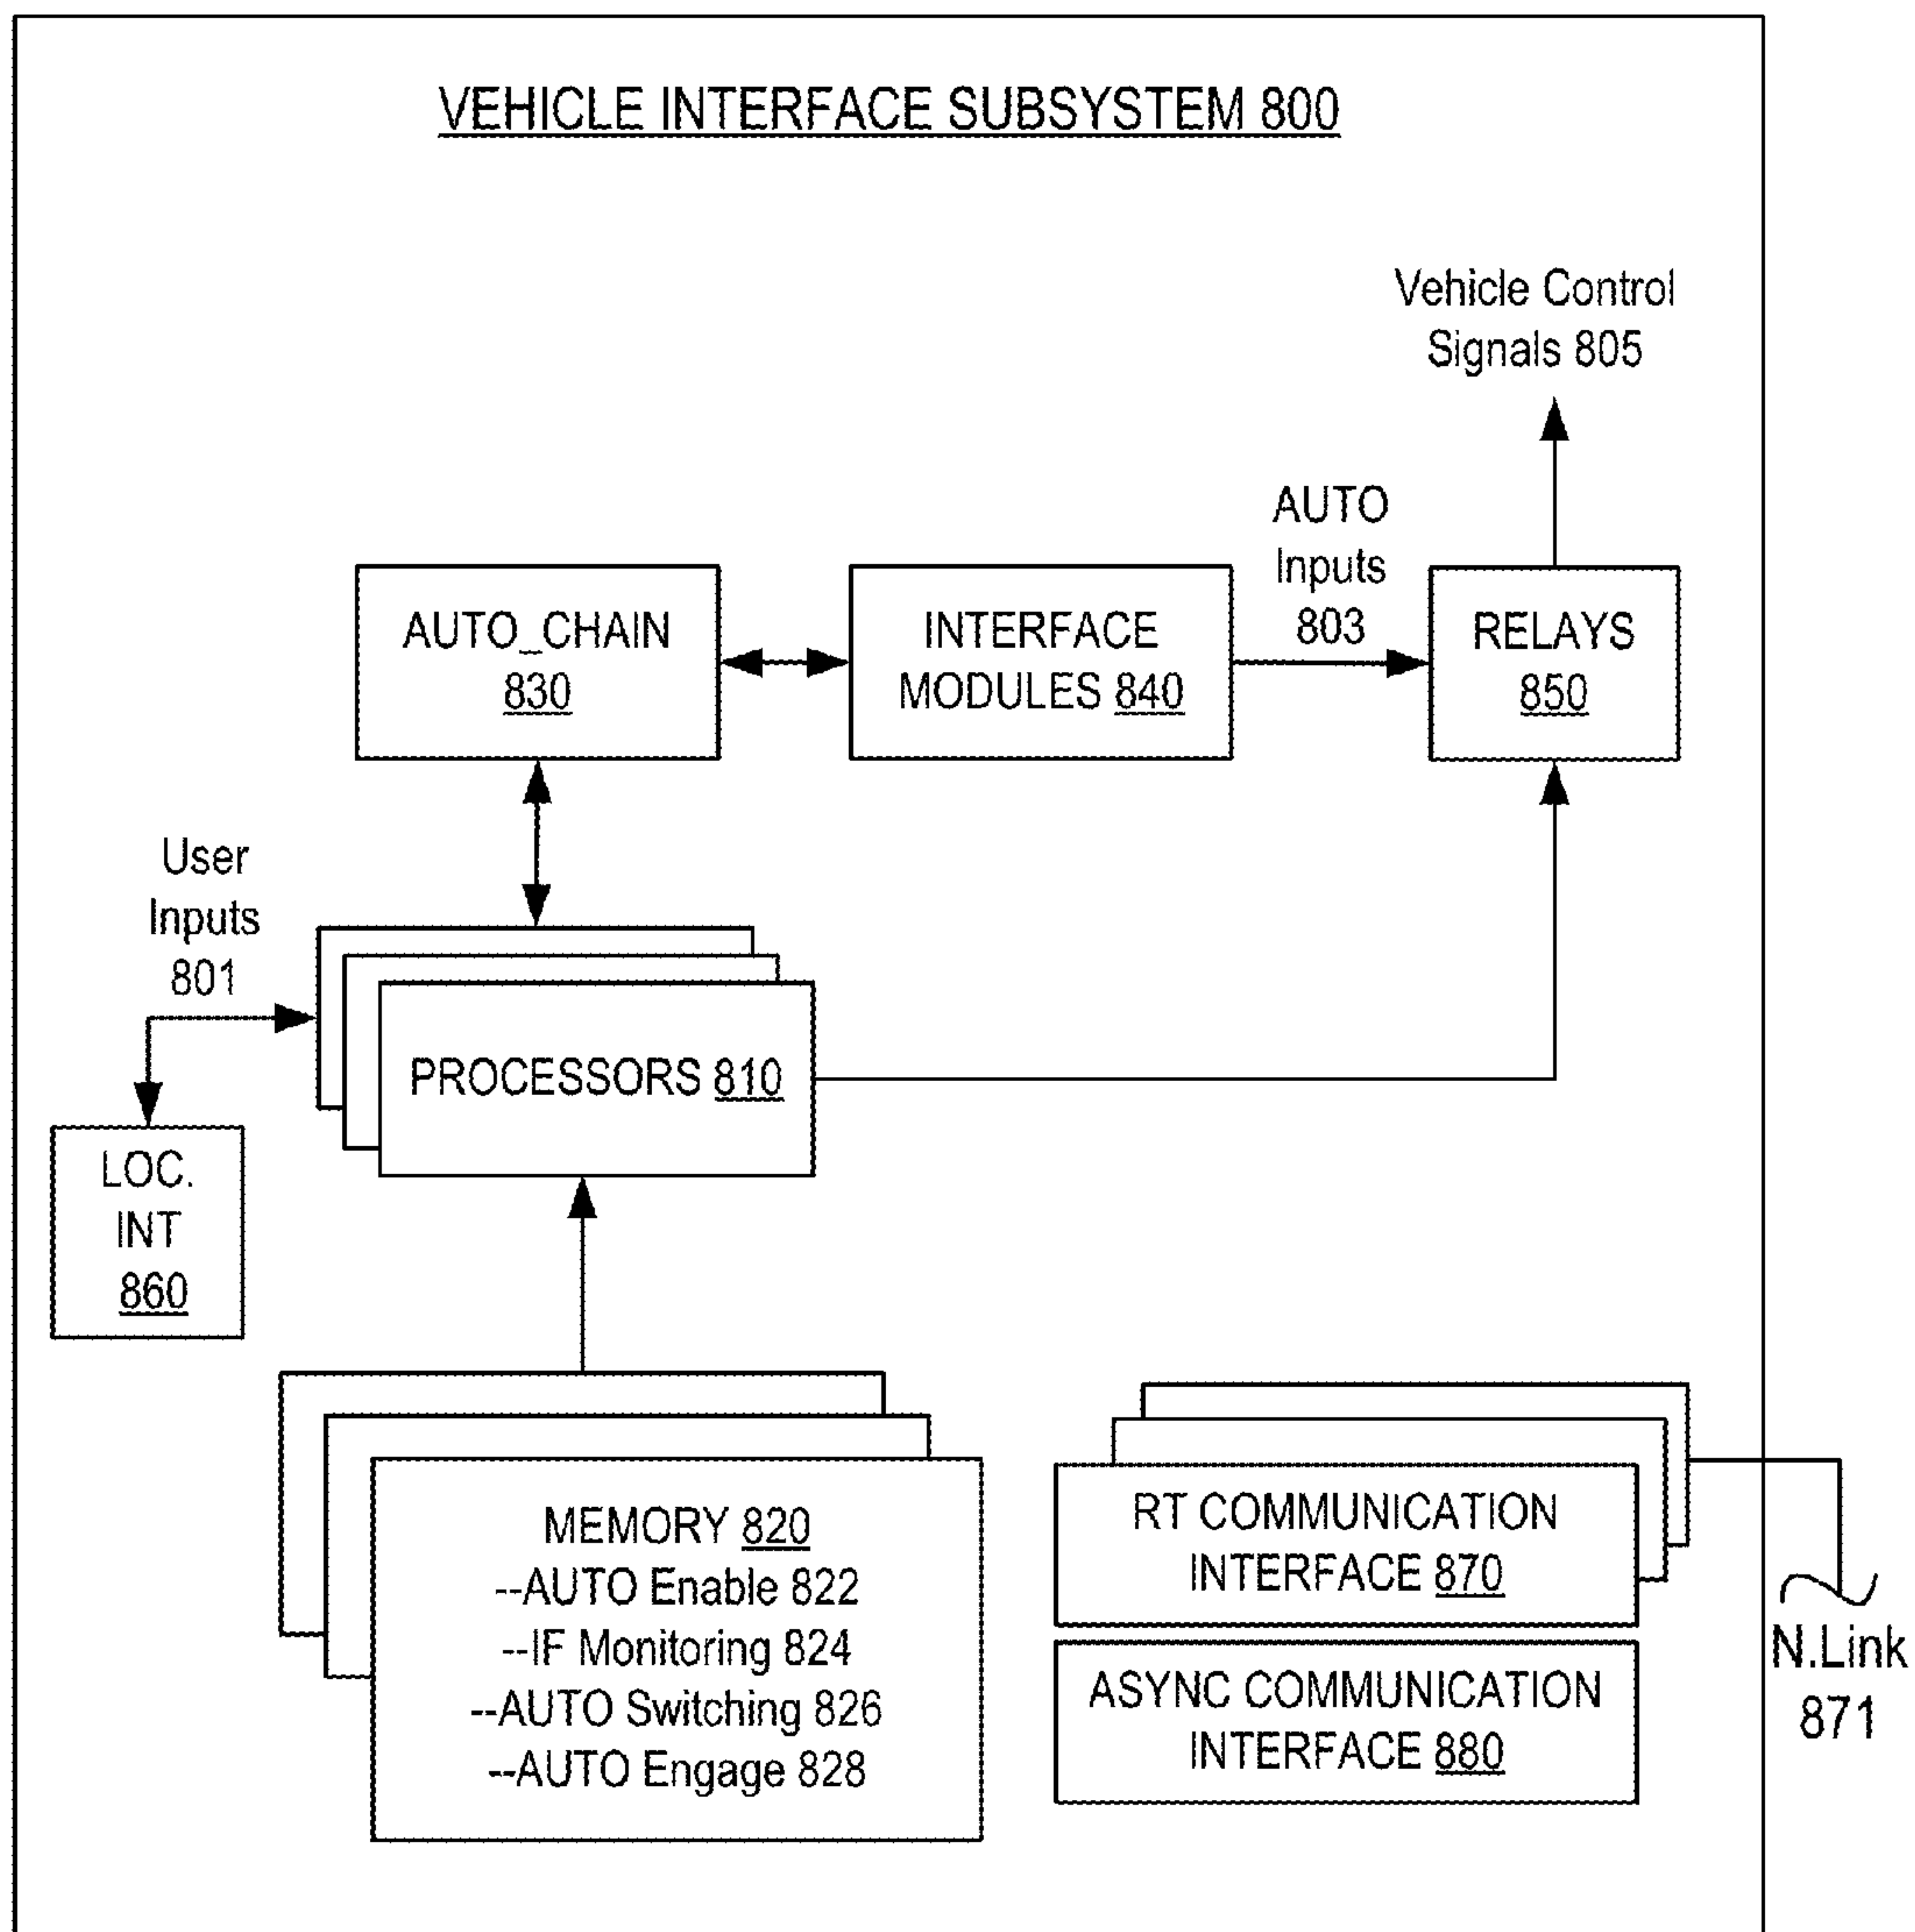 VEHICLE INTERFACE SUBSYSTEM 800
Vehicle Control
Signals 805
AUTO
Inputs
803
AUTO_CHAIN
830
INTERFACE
MODULES 840
RELAYS
850
User
Inputs
801
PROCESSORS 810
LOC.
INT
860
MEMORY 820
--AUTO Enable 822
--IF Monitoring 824
--AUTO Switching 826
--AUTO Engage 828
RT COMMUNICATION
INTERFACE 870
ASYNC COMMUNICATION
INTERFACE 880
N.Link
871